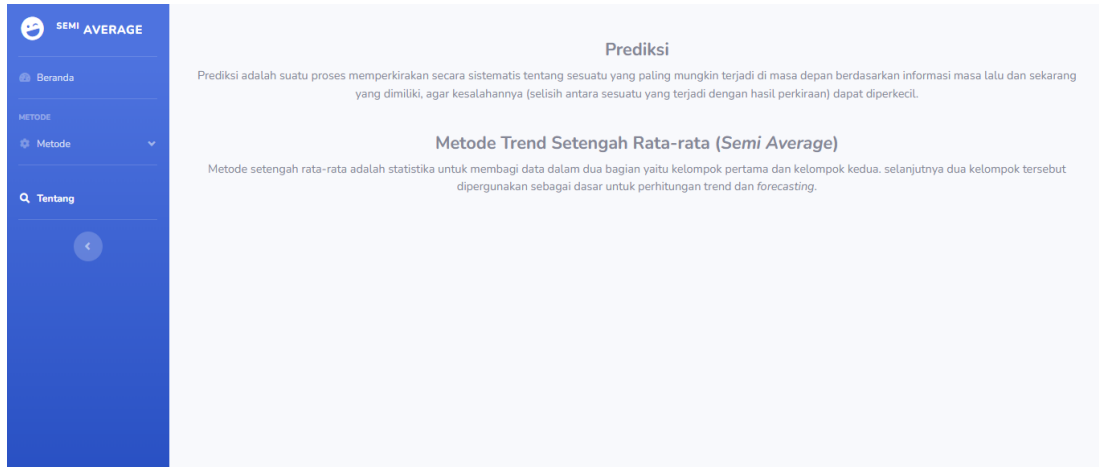 SEMI AVERAGE
Beranda
METODE
Metode
Tentang
Prediksi
Prediksi adalah suatu proses memperkirakan secara sistematis tentang sesuatu yang paling mungkin terjadi di masa depan berdasarkan informasi masa lalu dan sekarang
yang dimiliki, agar kesalahannya (selisih antara sesuatu yang terjadi dengan hasil perkiraan) dapat diperkecil.
Metode Trend Setengah Rata-rata (Semi Average)
Metode setengah rata-rata adalah statistika untuk membagi data dalam dua bagian yaitu kelompok pertama dan kelompok kedua. selanjutnya dua kelompok tersebut
dipergunakan sebagai dasar untuk perhitungan trend dan forecasting.